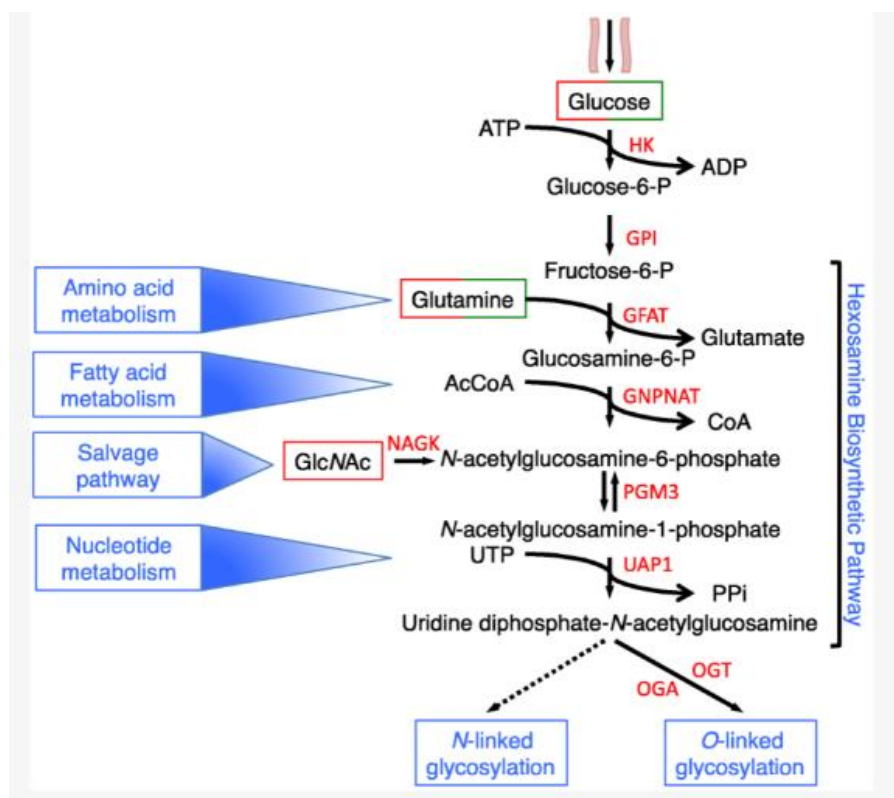 Glucose
ATP
HK
ADP
Glucose-6-P
GPI
Fructose-6-P
Amino acid
metabolism
Glutamine
GFAT
Glutamate
Glucosamine-6-P
Fatty acid
metabolism
AcCoA
GNPNAT
CoA
Salvage
pathway
GlcNAc
NAGK
N-acetylglucosamine-6-phosphate
PGM3
N-acetylglucosamine-1-phosphate
Nucleotide
metabolism
UTP
UAP1
PPi
Uridine diphosphate-N-acetylglucosamine
Hexosamine Biosynthetic Pathway
OGT
OGA
N-linked
glycosylation
O-linked
glycosylation